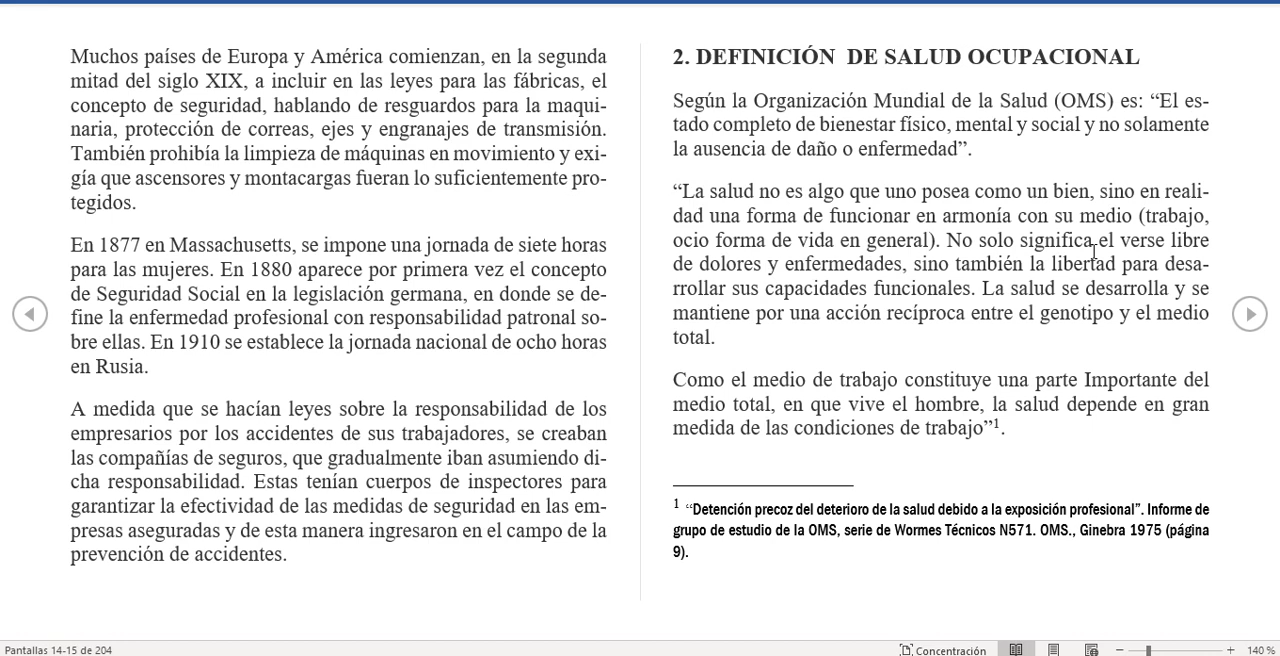 Muchos países de Europa y América comienzan, en la segunda
mitad del siglo XIX, a incluir en las leyes para las fábricas, el
concepto de seguridad, hablando de resguardos para la maqui-
naria, protección de correas, ejes y engranajes de transmisión.
También prohibía la limpieza de máquinas en movimiento y exi-
gía que ascensores y montacargas fueran lo suficientemente pro-
tegidos.
En 1877 en Massachusetts, se impone una jornada de siete horas
para las mujeres. En 1880 aparece por primera vez el concepto
de Seguridad Social en la legislación germana, en donde se de-
fine la enfermedad profesional con responsabilidad patronal so-
bre ellas. En 1910 se establece la jornada nacional de ocho horas
en Rusia.
A medida que se hacían leyes sobre la responsabilidad de los
empresarios por los accidentes de sus trabajadores, se creaban
las compañías de seguros, que gradualmente iban asumiendo di-
cha responsabilidad. Estas tenían cuerpos de inspectores para
garantizar la efectividad de las medidas de seguridad en las em-
presas aseguradas y de esta manera ingresaron en el campo de la
prevención de accidentes.
2. DEFINICIÓN  DE SALUD OCUPACIONAL
Según la Organización Mundial de la Salud (OMS) es: “El es-
tado completo de bienestar físico, mental y social y no solamente
la ausencia de daño o enfermedad”.
“La salud no es algo que uno posea como un bien, sino en reali-
dad una forma de funcionar en armonía con su medio (trabajo,
ocio forma de vida en general). No solo significa el verse libre
de dolores y enfermedades, sino también la libertad para desa-
rrollar sus capacidades funcionales. La salud se desarrolla y se
mantiene por una acción recíproca entre el genotipo y el medio
total.
Como el medio de trabajo constituye una parte Importante del
medio total, en que vive el hombre, la salud depende en gran
medida de las condiciones de trabajo”¹.
¹ “Detención precoz del deterioro de la salud debido a la exposición profesional”. Informe de
grupo de estudio de la OMS, serie de Wormes Técnicos N571. OMS., Ginebra 1975 (página
9).
Pantallas 14-15 de 204
Concentración
140 %